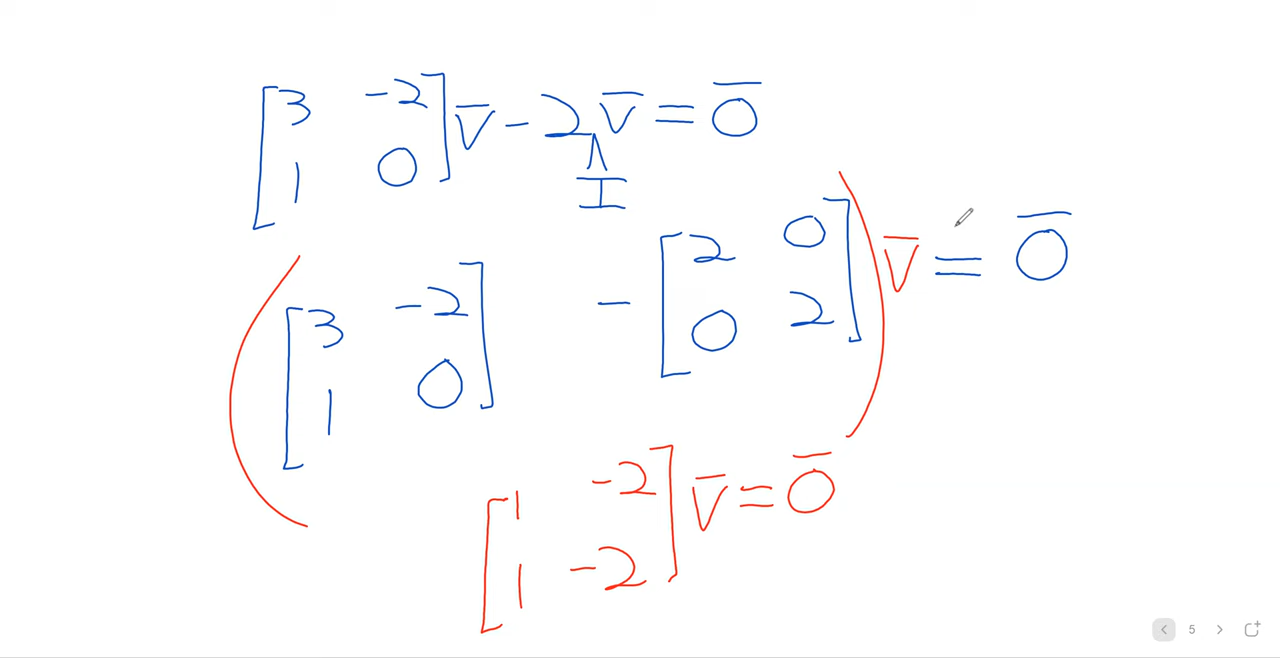 [3 -2; 1 0] v̄ - 2 I v̄ = 0̄
([3 -2; 1 0] - [2 0; 0 2]) v̄ = 0̄
[1 -2; 1 -2] v̄ = 0̄
5